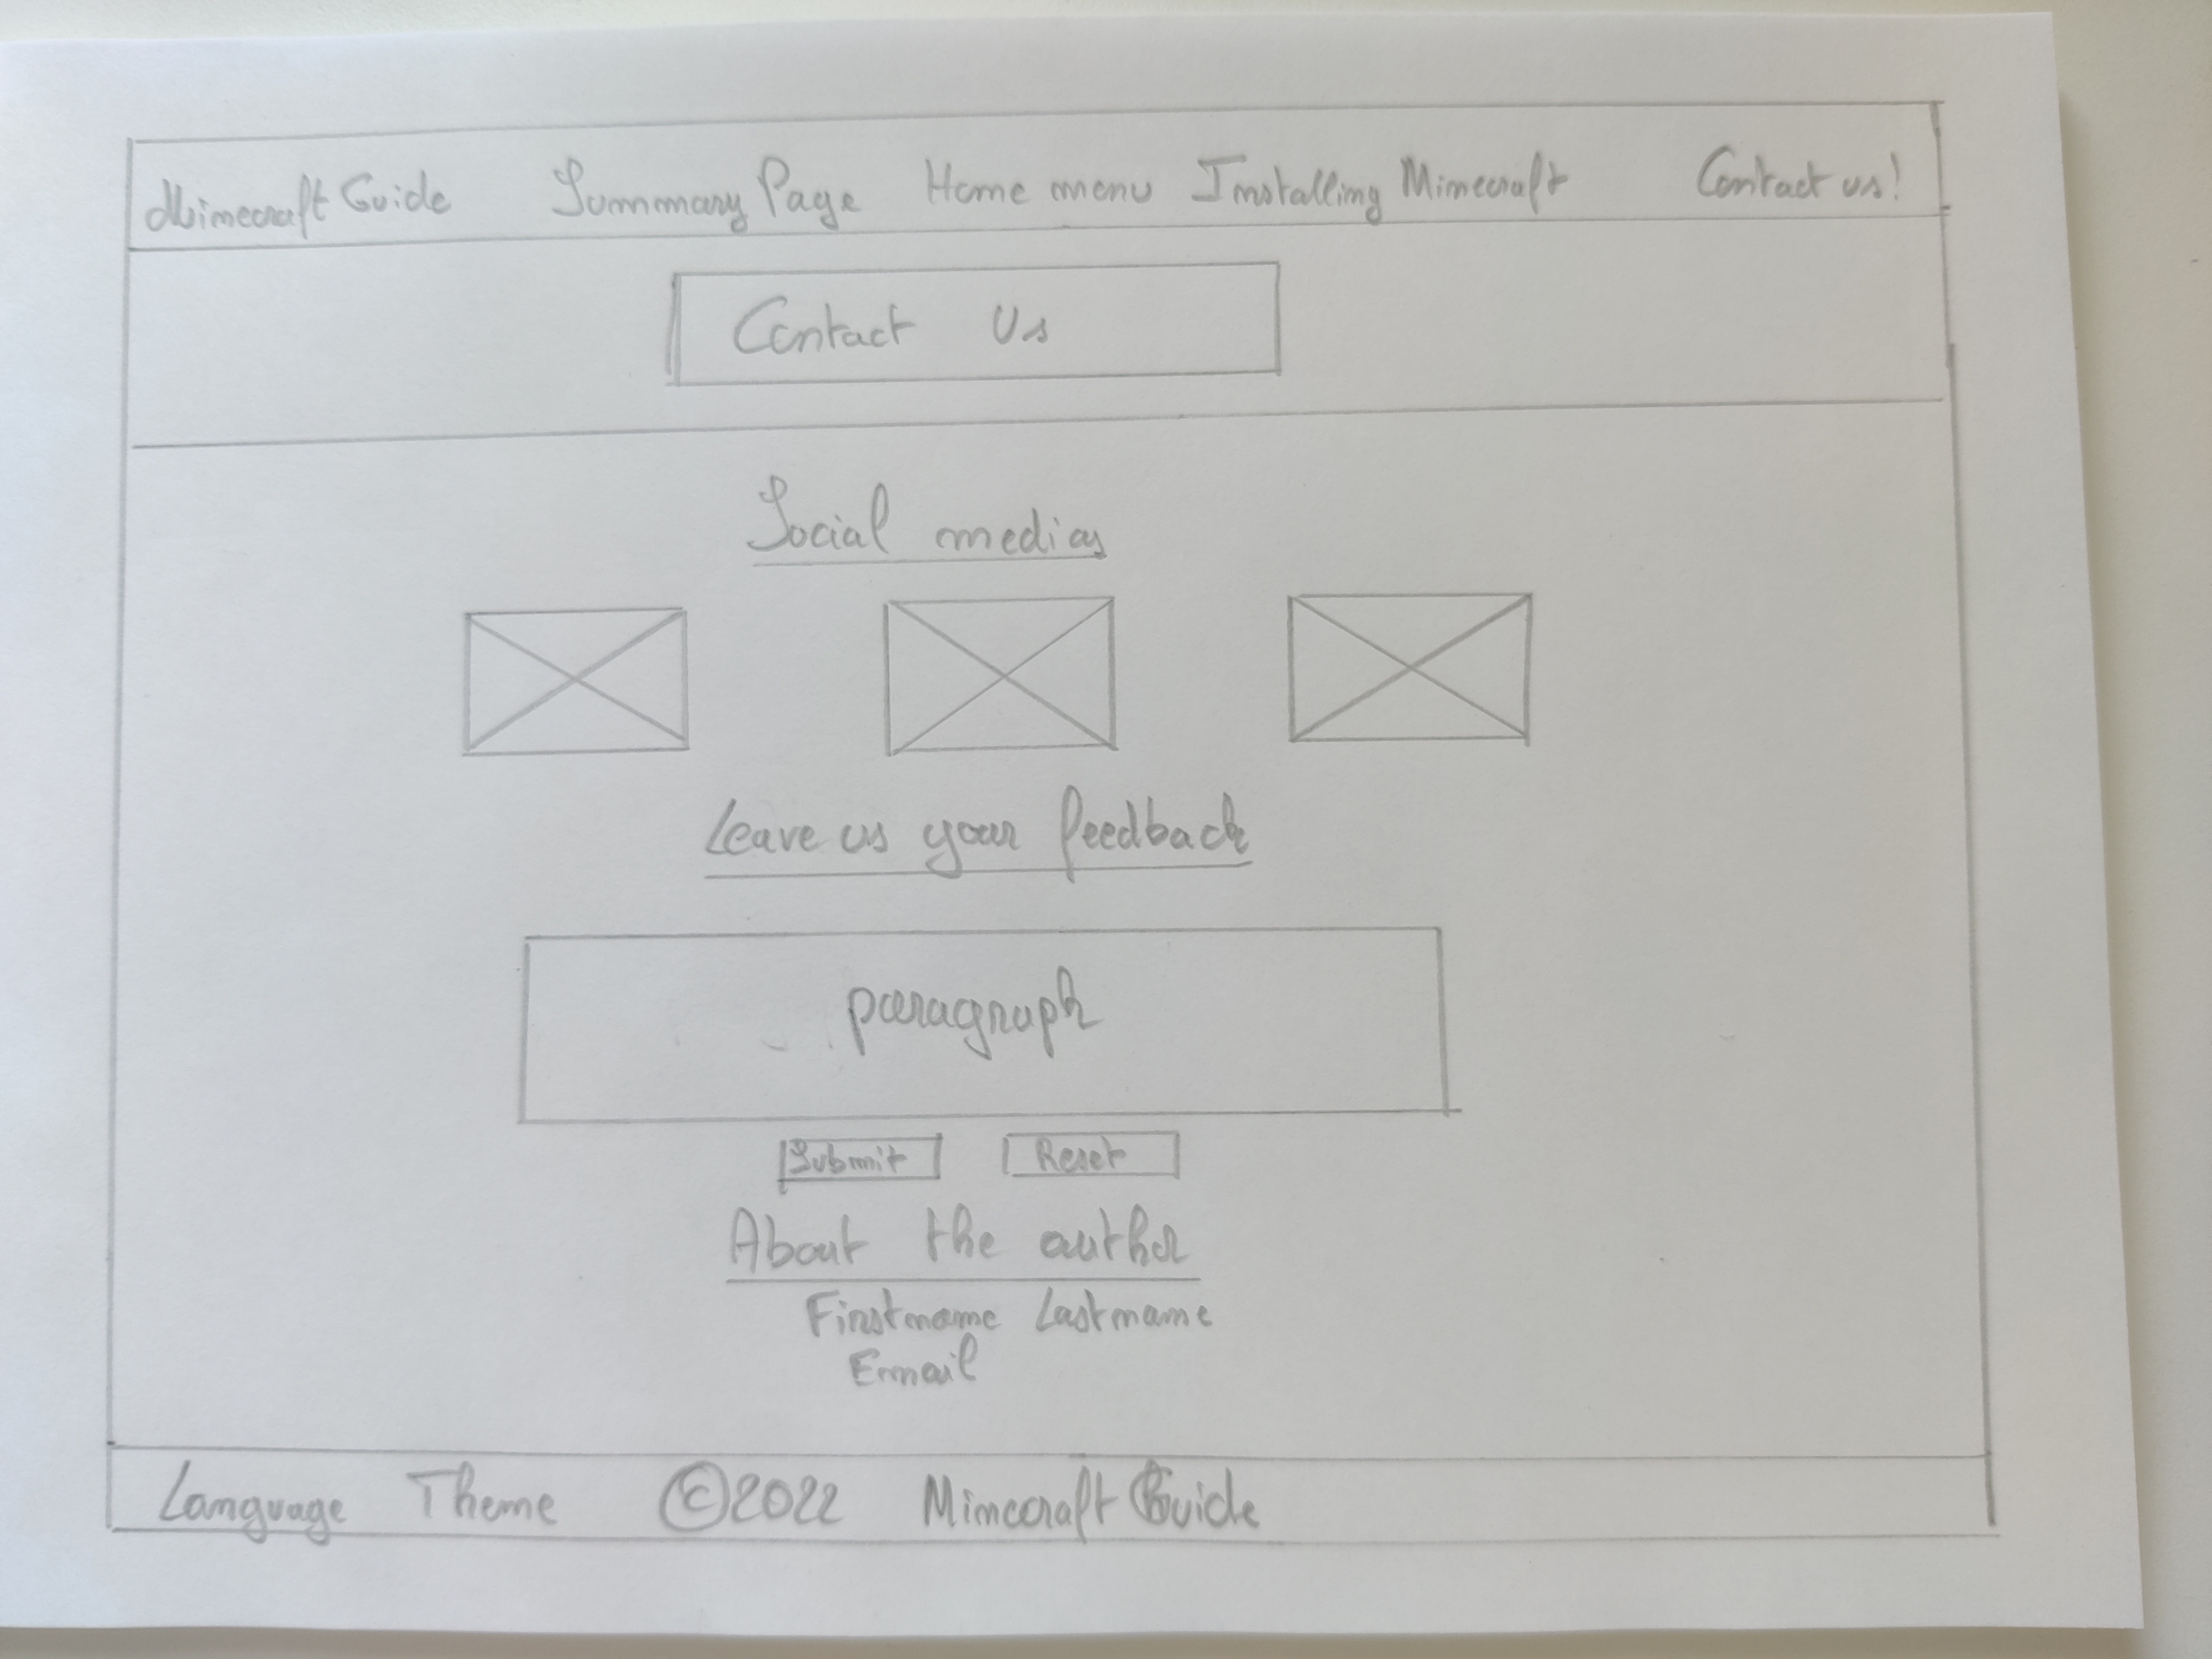 Minecraft Guide Summary Page Home menu Installing Minecraft Contact us!
Contact Us
Social medias
Leave us your feedback
paragraph
Submit Reset
About the author
Firstname Lastname
Email
Language Theme ©2022 Minecraft Guide